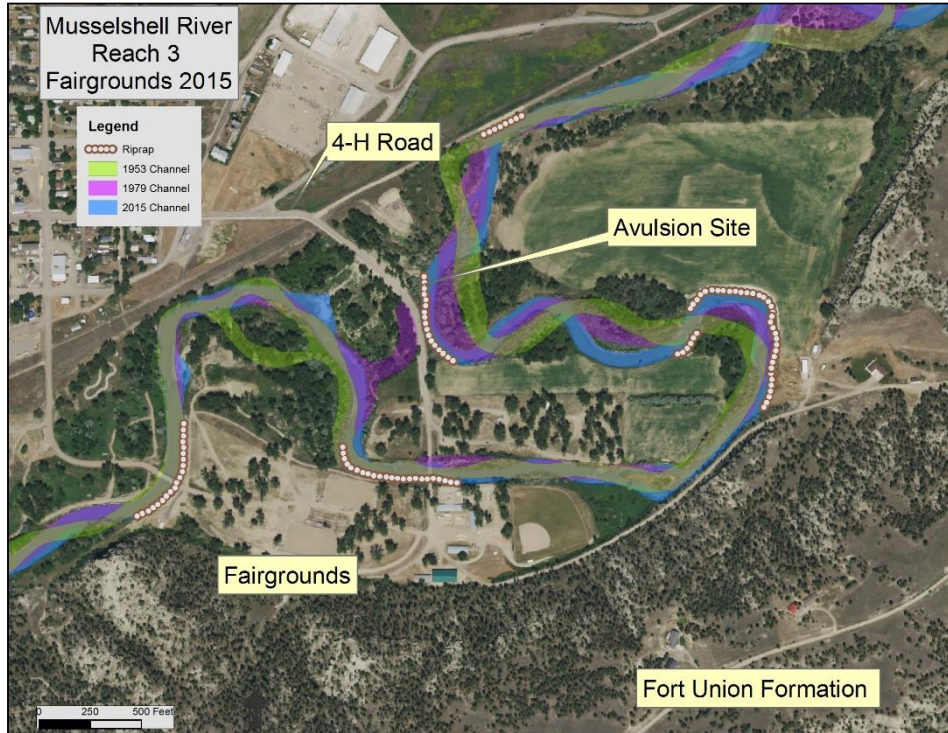 Musselshell River
Reach 3
Fairgrounds 2015
Legend
Riprap
1953 Channel
1979 Channel
2015 Channel
4-H Road
Avulsion Site
Fairgrounds
Fort Union Formation
0 250 500 Feet